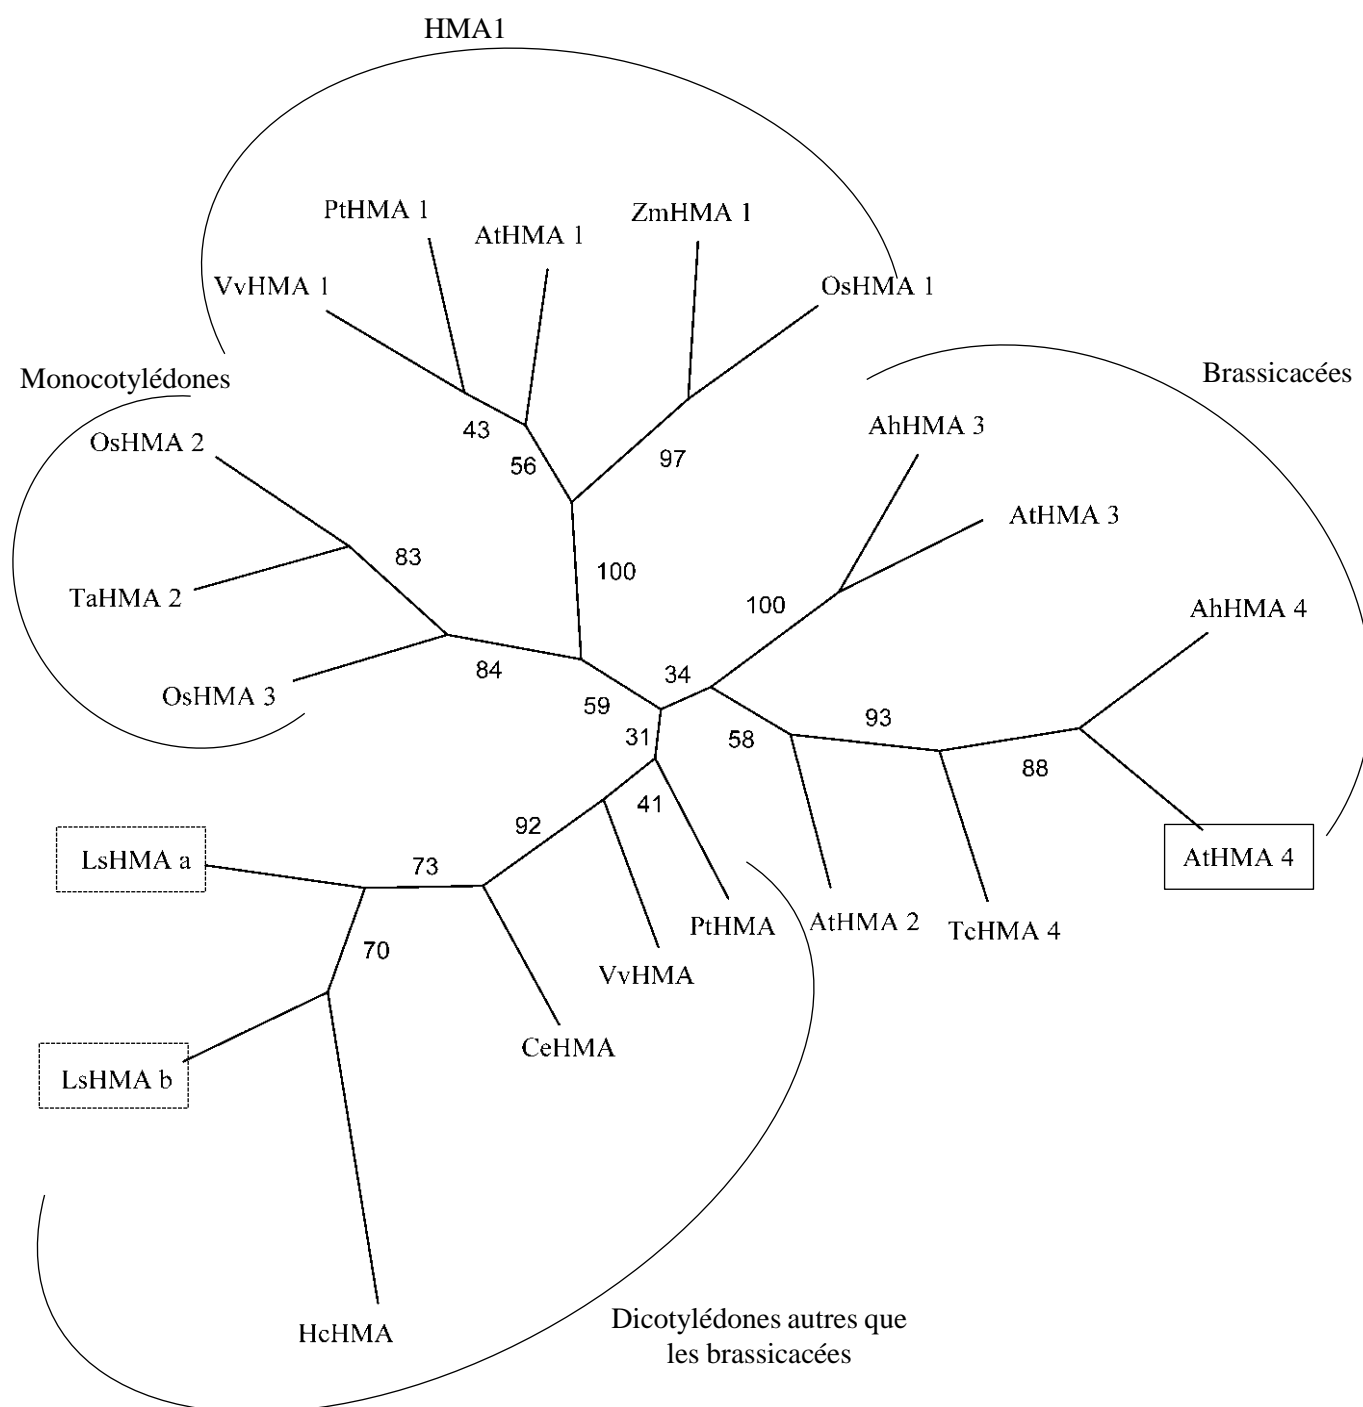 HMA1
PtHMA 1
AtHMA 1
ZmHMA 1
VvHMA 1
OsHMA 1
Monocotylédones
Brassicacées
OsHMA 2
AhHMA 3
43
56
97
AtHMA 3
83
TaHMA 2
100
100
AhHMA 4
OsHMA 3
84
59
34
31
58
93
88
41
92
LsHMA a
73
AtHMA 4
PtHMA
AtHMA 2
TcHMA 4
70
VvHMA
CeHMA
LsHMA b
HcHMA
Dicotylédones autres que
les brassicacées